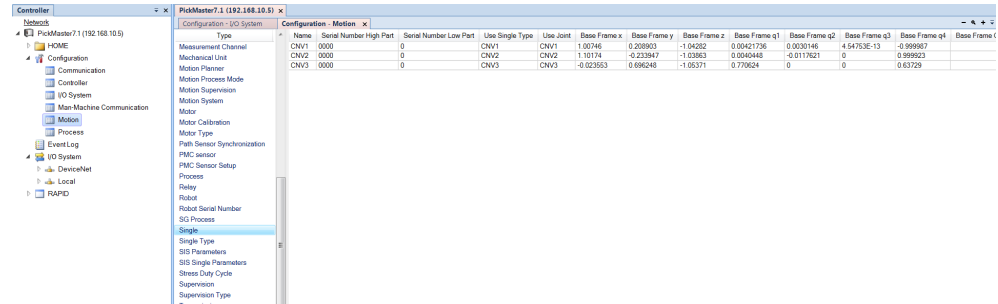 Controller
PickMaster7.1 (192.168.10.5) x
Network
PickMaster7.1 (192.168.10.5)
HOME
Configuration
Communication
Controller
I/O System
Man-Machine Communication
Motion
Process
EventLog
I/O System
DeviceNet
Local
RAPID
Configuration - I/O System
Configuration - Motion x
Type
Measurement Channel
Mechanical Unit
Motion Planner
Motion Process Mode
Motion Supervision
Motion System
Motor
Motor Calibration
Motor Type
Path Sensor Synchronization
PMC sensor
PMC Sensor Setup
Process
Relay
Robot
Robot Serial Number
SG Process
Single
Single Type
SIS Parameters
SIS Single Parameters
Stress Duty Cycle
Supervision
Supervision Type
Name Serial Number High Part Serial Number Low Part Use Single Type Use Joint Base Frame x Base Frame y Base Frame z Base Frame q1 Base Frame q2 Base Frame q3 Base Frame q4 Base Frame
CNV1 0000 0 CNV1 CNV1 1.00746 0.208903 -1.04282 0.00421736 0.0030146 4.54753E-13 -0.999987
CNV2 0000 0 CNV2 CNV2 1.10174 -0.233947 -1.03863 0.0040448 -0.0117621 0 0.999923
CNV3 0000 0 CNV3 CNV3 -0.023553 0.696248 -1.05371 0.770624 0 0 0.63729